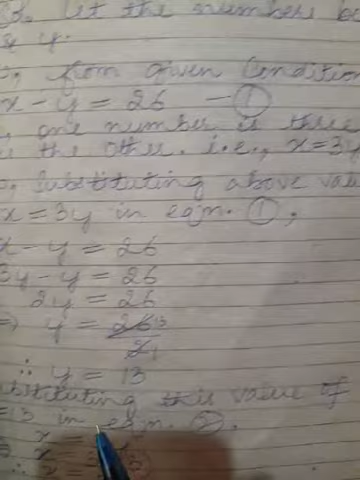 let the numbers be
& y.
from given condition
x - y = 26 - ①
one number is three
the other. i.e., x = 3y
substituting above value
x = 3y in eqn. ①,
x - y = 26
3y - y = 26
2y = 26
⇒ y = 26 13
2 1
∴ y = 13
substituting this value of
=13 in eqn. ②,
x =
x =
∴ x =